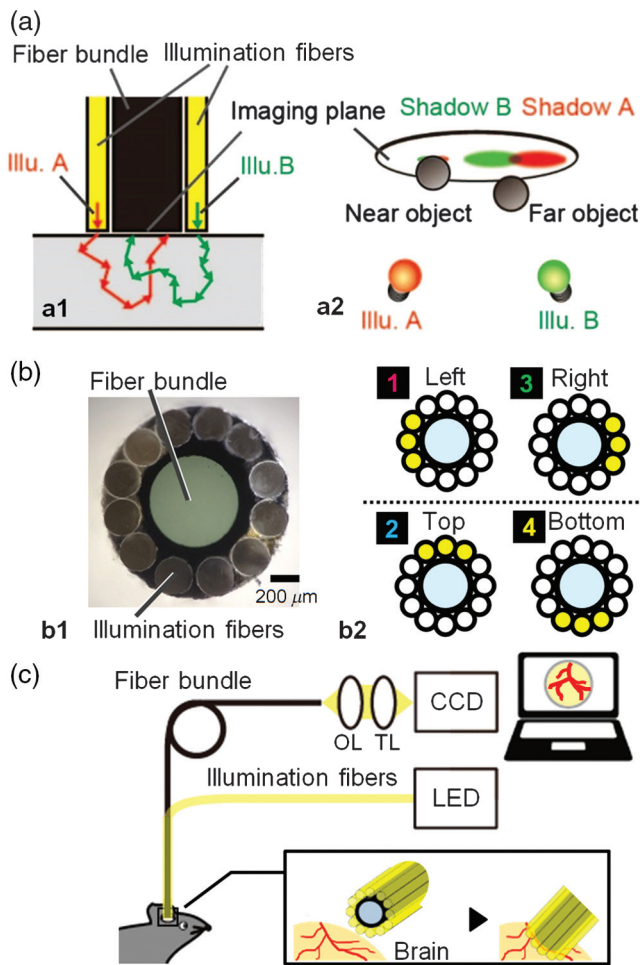 (a)
Fiber bundle
Illumination fibers
Imaging plane
Illu. A
Illu.B
a1
Shadow B Shadow A
Near object
Far object
Illu. A
Illu. B
a2
(b)
Fiber bundle
200 μm
b1
Illumination fibers
1 Left
3 Right
2 Top
4 Bottom
b2
(c)
Fiber bundle
OL
TL
CCD
Illumination fibers
LED
Brain